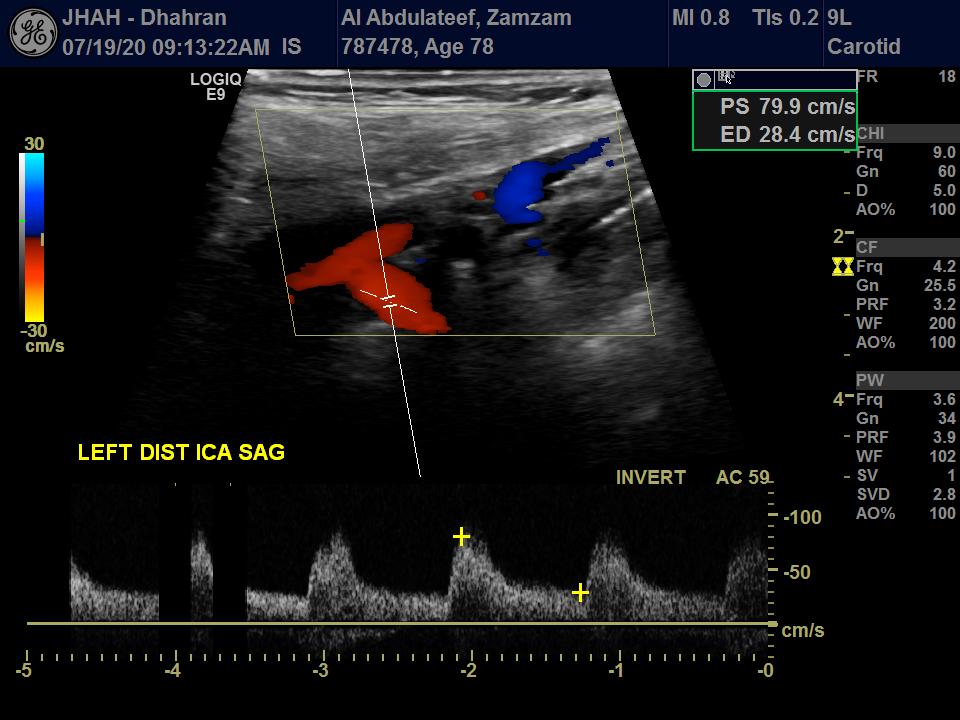 JHAH - Dhahran
07/19/20 09:13:22AM IS
Al Abdulateef, Zamzam
787478, Age 78
MI 0.8 TIs 0.2
9L
Carotid
LOGIQ
E9
PS 79.9 cm/s
ED 28.4 cm/s
FR 18
CHI
Frq 9.0
Gn 60
D 5.0
AO% 100
CF
Frq 4.2
Gn 25.5
PRF 3.2
WF 200
AO% 100
PW
Frq 3.6
Gn 34
PRF 3.9
WF 102
SV 1
SVD 2.8
AO% 100
30
-30
cm/s
2
4
LEFT DIST ICA SAG
INVERT AC 59
-100
-50
cm/s
-5 -4 -3 -2 -1 -0